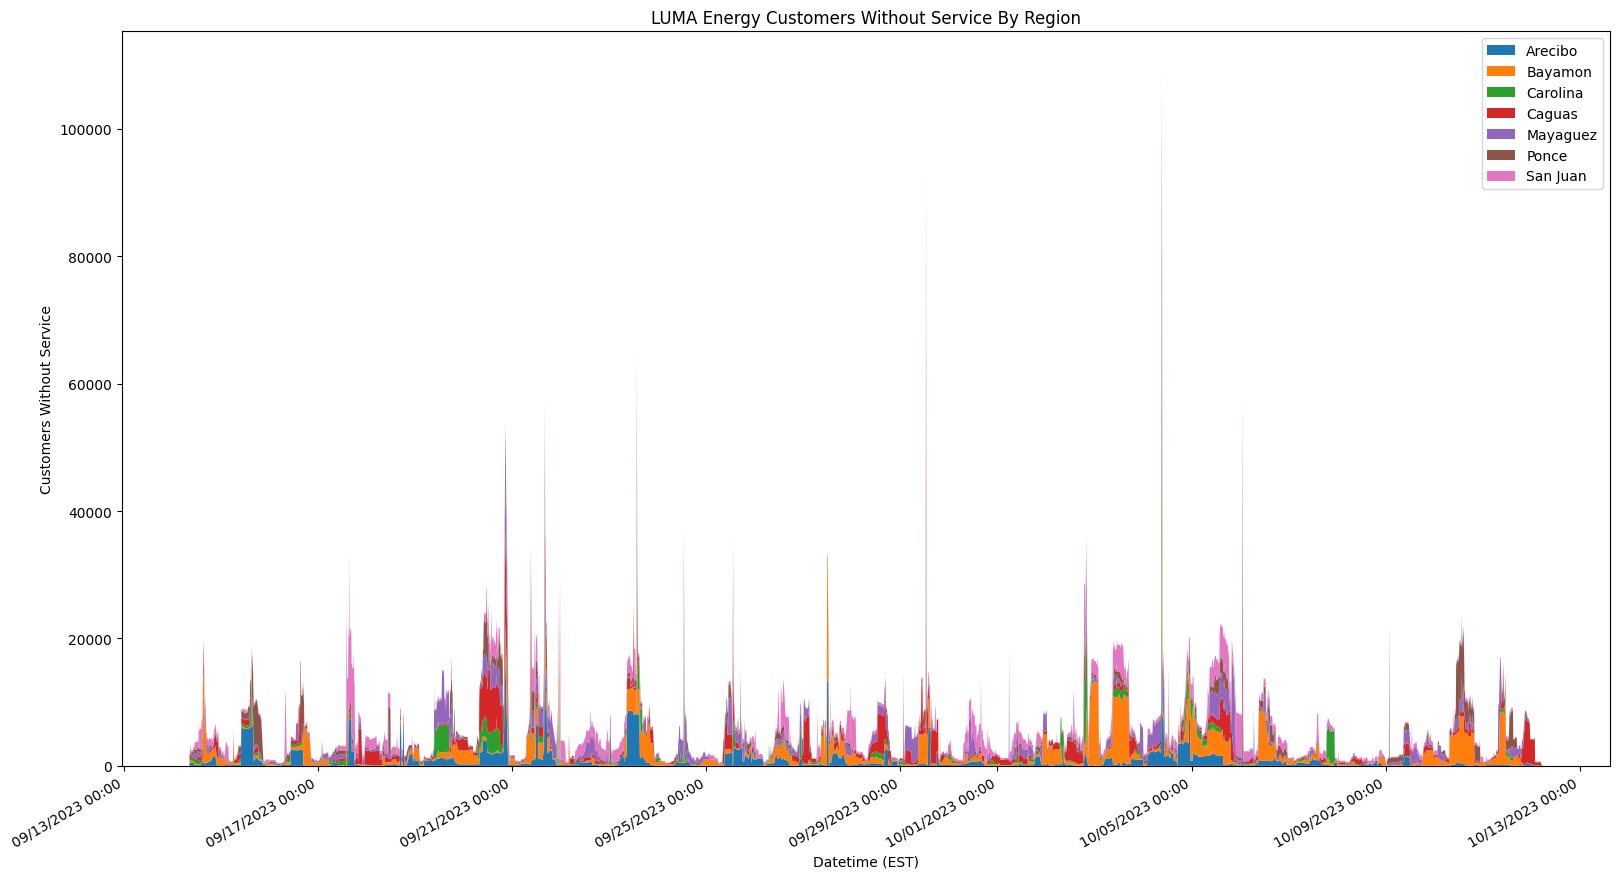 LUMA Energy Customers Without Service By Region
Arecibo
Bayamon
Carolina
Caguas
Mayaguez
Ponce
San Juan
100000
80000
60000
40000
20000
0
Customers Without Service
09/13/2023 00:00
09/17/2023 00:00
09/21/2023 00:00
09/25/2023 00:00
09/29/2023 00:00
10/01/2023 00:00
10/05/2023 00:00
10/09/2023 00:00
10/13/2023 00:00
Datetime (EST)